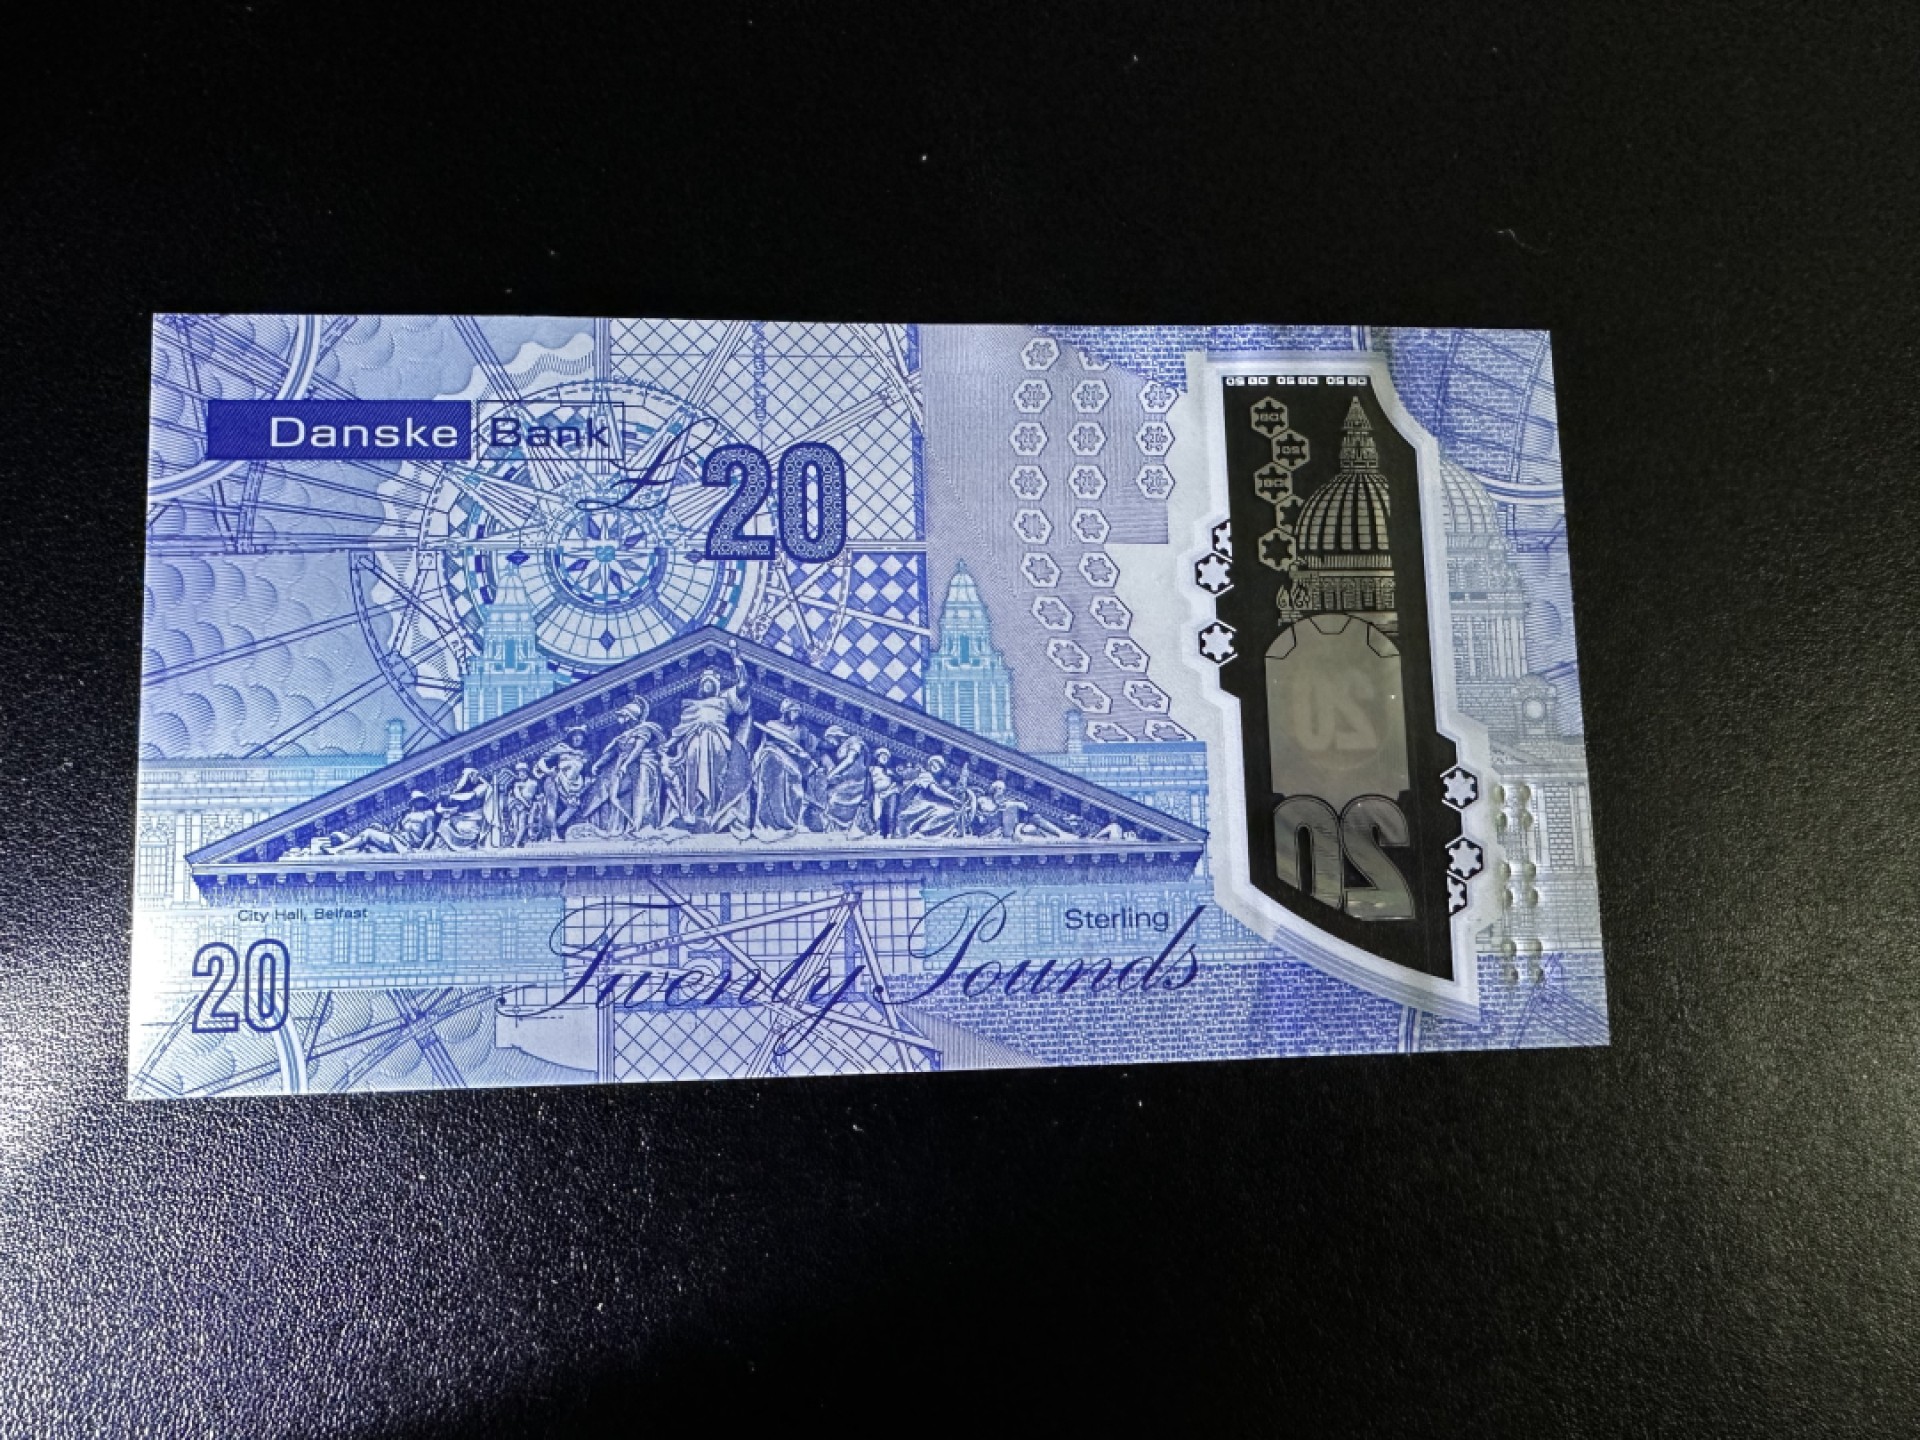 Danske Bank
£20
City Hall, Belfast
Sterling
20
Twenty Pounds
20
20